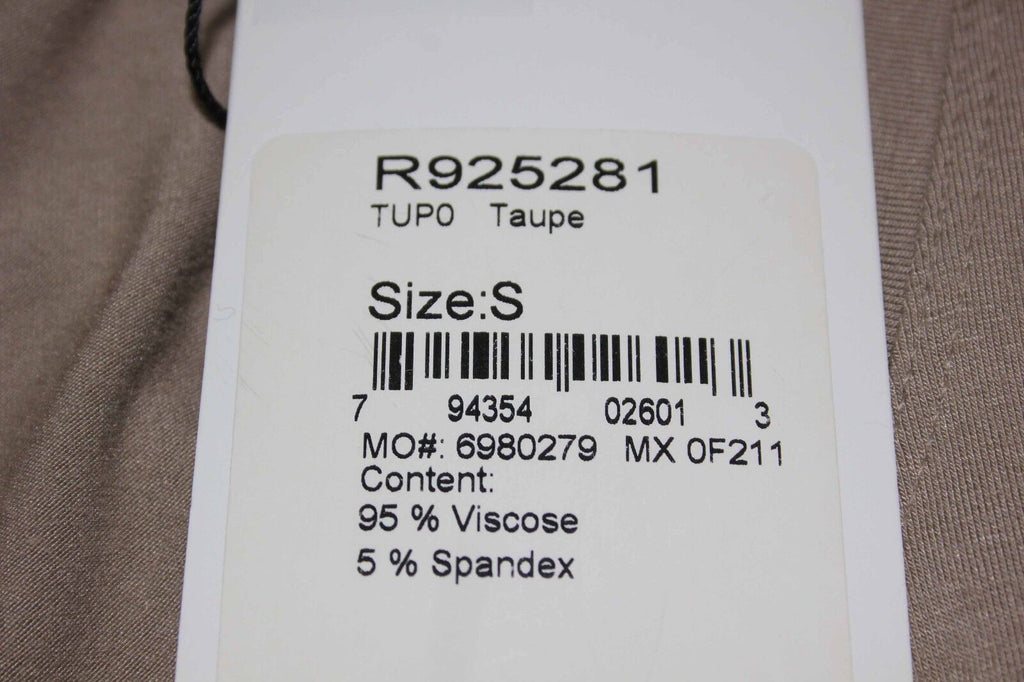 R925281
TUP0 Taupe
Size:S
7 94354 02601 3
MO#: 6980279 MX 0F211
Content:
95 % Viscose
5 % Spandex